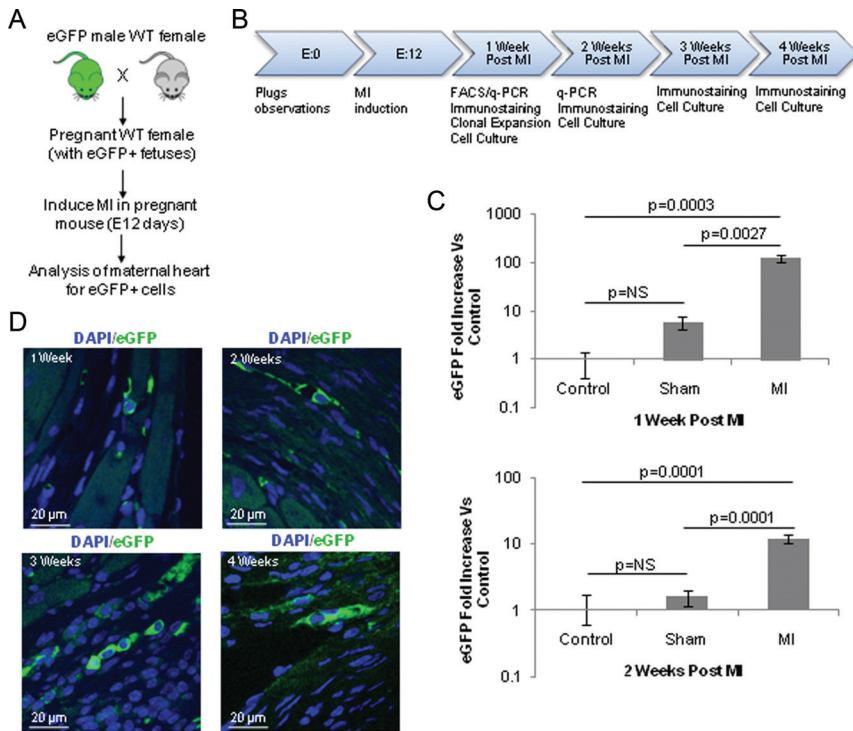 A
eGFP male WT female
X
Pregnant WT female
(with eGFP+ fetuses)
Induce MI in pregnant
mouse (E12 days)
Analysis of maternal heart
for eGFP+ cells
B
E:0
E:12
1 Week
Post MI
2 Weeks
Post MI
3 Weeks
Post MI
4 Weeks
Post MI
Plugs
observations
MI
induction
FACS/q-PCR
Immunostaining
Clonal Expansion
Cell Culture
q-PCR
Immunostaining
Cell Culture
Immunostaining
Cell Culture
Immunostaining
Cell Culture
C
eGFP Fold Increase Vs
Control
1000
100
10
1
0.1
p=0.0003
p=0.0027
p=NS
Control
Sham
MI
1 Week Post MI
eGFP Fold Increase Vs
Control
100
10
1
0.1
p=0.0001
p=0.0001
p=NS
Control
Sham
MI
2 Weeks Post MI
D
DAPI/eGFP
1 Week
20 µm
DAPI/eGFP
2 Weeks
20 µm
DAPI/eGFP
3 Weeks
20 µm
DAPI/eGFP
4 Weeks
20 µm